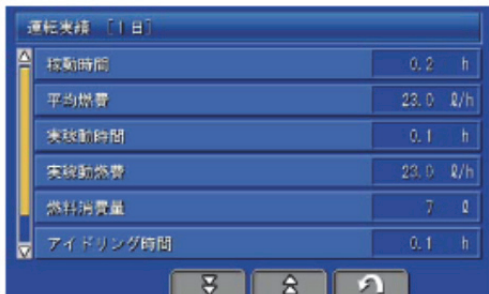 運転実績 [1日]
稼動時間 0.2 h
平均燃費 23.0 ℓ/h
実稼動時間 0.1 h
実稼動燃費 23.0 ℓ/h
燃料消費量 7 ℓ
アイドリング時間 0.1 h